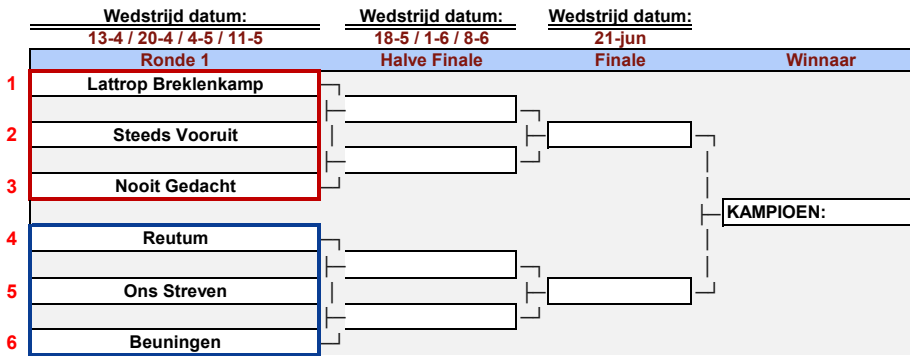 Wedstrijd datum: Wedstrijd datum: Wedstrijd datum:
13-4 / 20-4 / 4-5 / 11-5 18-5 / 1-6 / 8-6 21-jun
Ronde 1 Halve Finale Finale Winnaar
1 Lattrop Breklenkamp
2 Steeds Vooruit
3 Nooit Gedacht
KAMPIOEN:
4 Reutum
5 Ons Streven
6 Beuningen